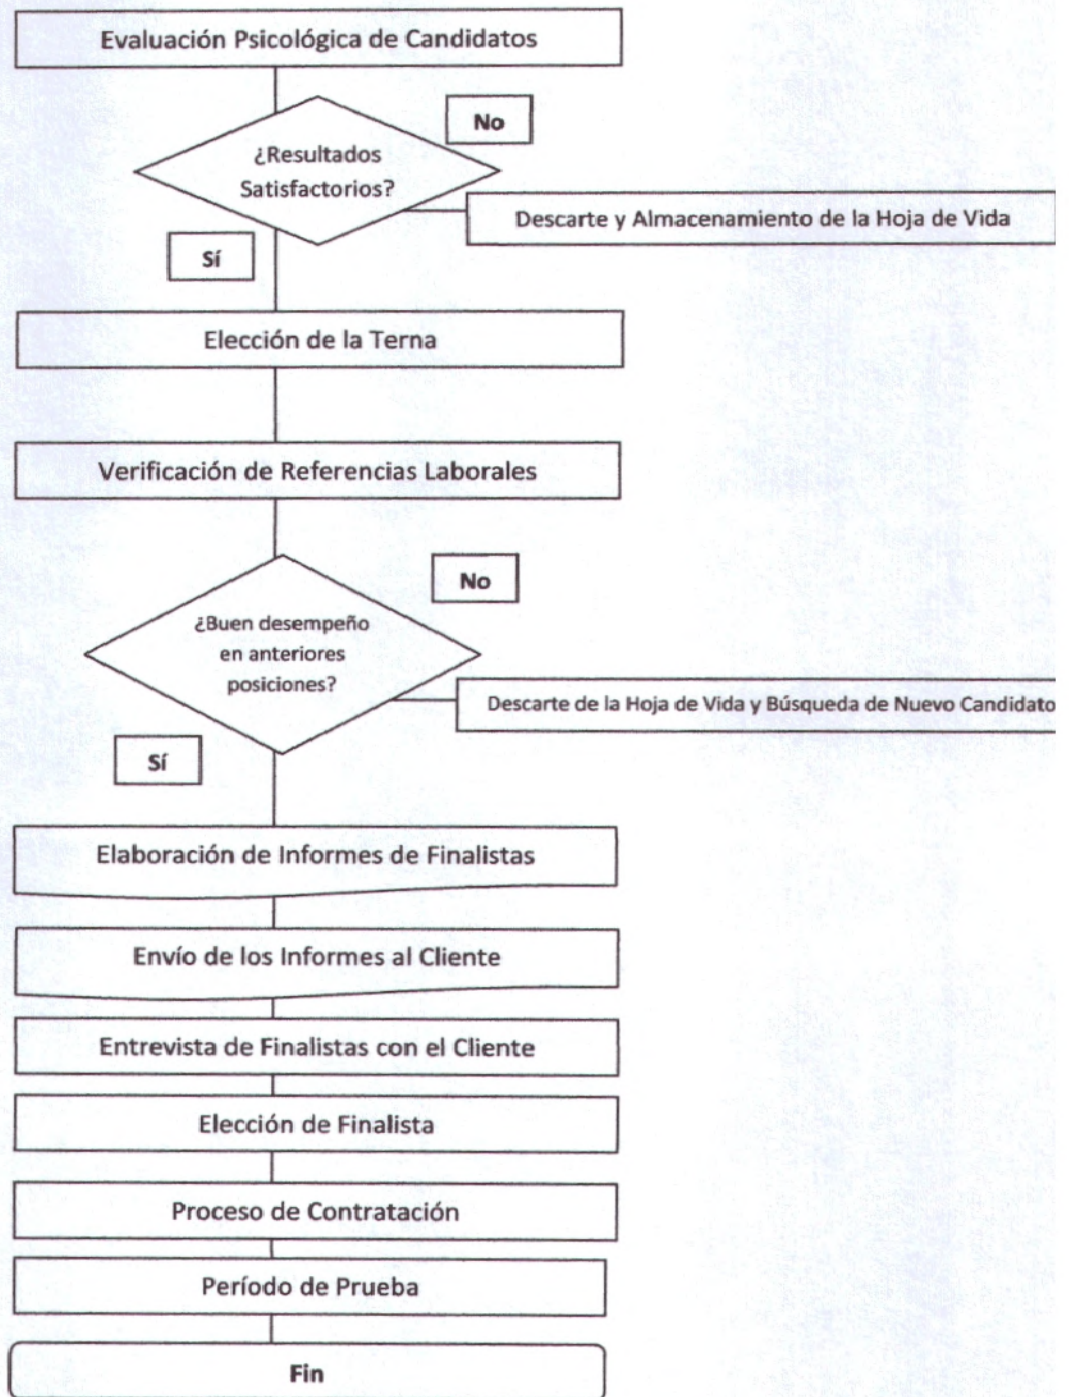 Evaluación Psicológica de Candidatos
No
¿Resultados
Satisfactorios?
Descarte y Almacenamiento de la Hoja de Vida
Sí
Elección de la Terna
Verificación de Referencias Laborales
No
¿Buen desempeño
en anteriores
posiciones?
Descarte de la Hoja de Vida y Búsqueda de Nuevo Candidato
Sí
Elaboración de Informes de Finalistas
Envío de los Informes al Cliente
Entrevista de Finalistas con el Cliente
Elección de Finalista
Proceso de Contratación
Período de Prueba
Fin